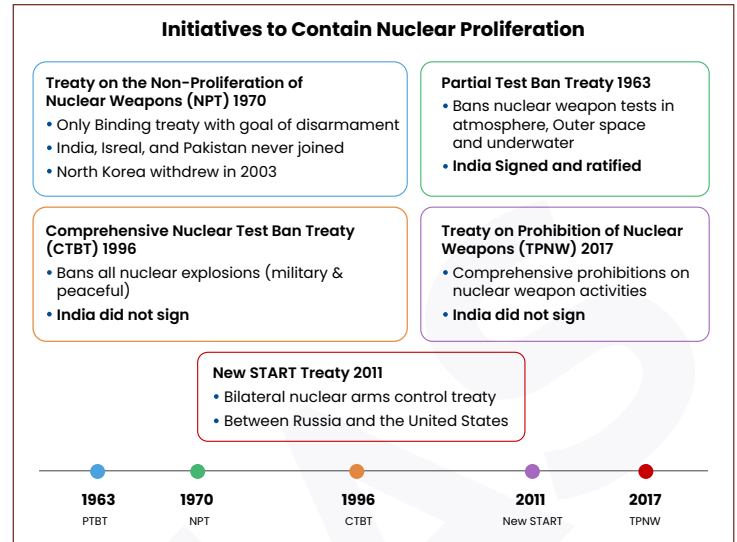 Initiatives to Contain Nuclear Proliferation
Treaty on the Non-Proliferation of
Nuclear Weapons (NPT) 1970
• Only Binding treaty with goal of disarmament
• India, Isreal, and Pakistan never joined
• North Korea withdrew in 2003
Partial Test Ban Treaty 1963
• Bans nuclear weapon tests in
atmosphere, Outer space
and underwater
• India Signed and ratified
Comprehensive Nuclear Test Ban Treaty
(CTBT) 1996
• Bans all nuclear explosions (military &
peaceful)
• India did not sign
Treaty on Prohibition of Nuclear
Weapons (TPNW) 2017
• Comprehensive prohibitions on
nuclear weapon activities
• India did not sign
New START Treaty 2011
• Bilateral nuclear arms control treaty
• Between Russia and the United States
1963 1970 1996 2011 2017
PTBT NPT CTBT New START TPNW